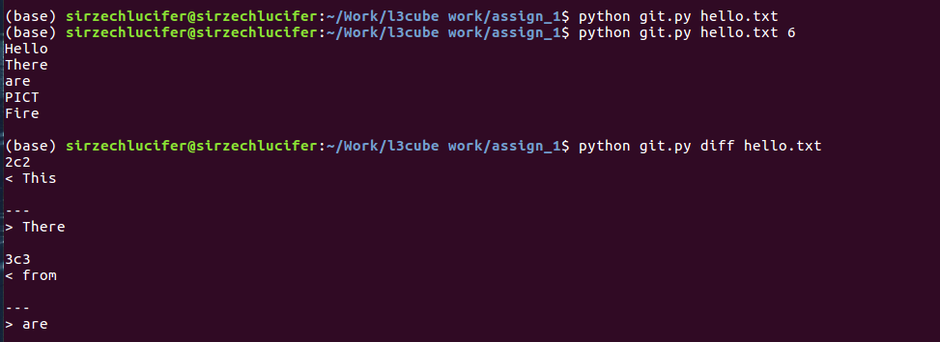 (base) sirzechlucifer@sirzechlucifer:~/Work/l3cube work/assign_1$ python git.py hello.txt
(base) sirzechlucifer@sirzechlucifer:~/Work/l3cube work/assign_1$ python git.py hello.txt 6
Hello
There
are
PICT
Fire
(base) sirzechlucifer@sirzechlucifer:~/Work/l3cube work/assign_1$ python git.py diff hello.txt
2c2
< This
---
> There
3c3
< from
---
> are